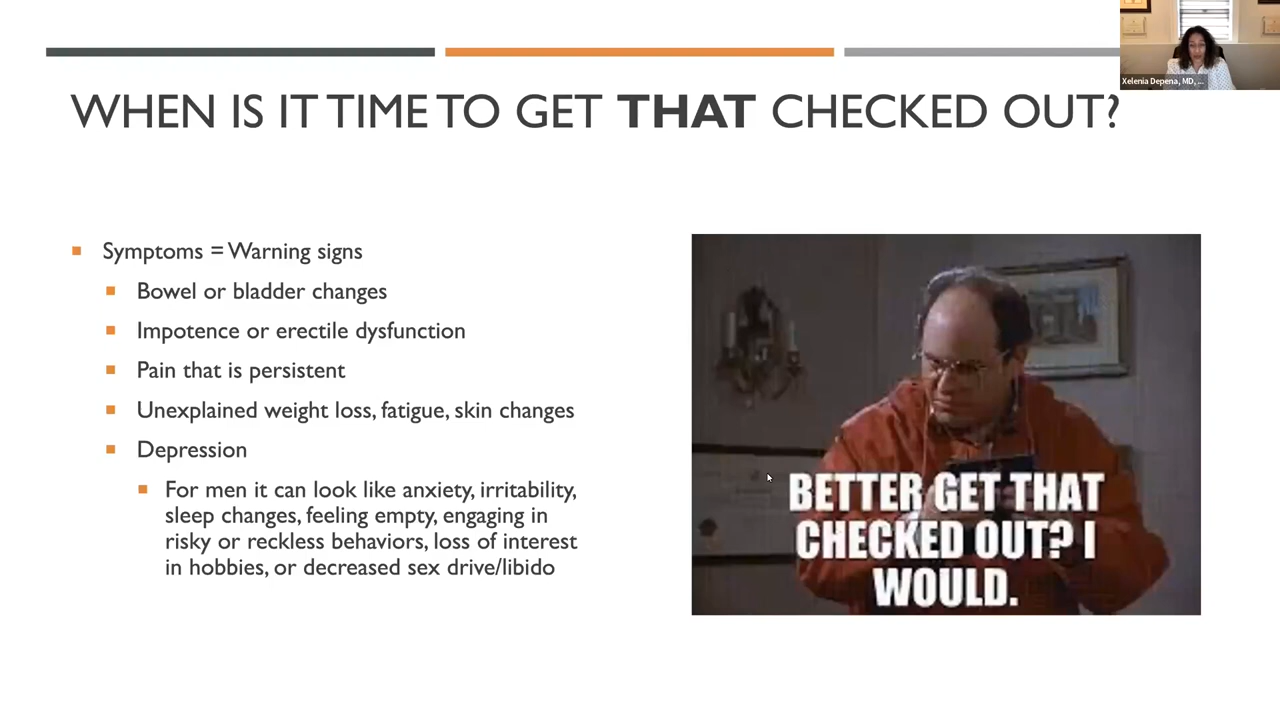 WHEN IS IT TIME TO GET THAT CHECKED OUT?
Xelenia Depena, MD, ...
Symptoms = Warning signs
Bowel or bladder changes
Impotence or erectile dysfunction
Pain that is persistent
Unexplained weight loss, fatigue, skin changes
Depression
For men it can look like anxiety, irritability,
sleep changes, feeling empty, engaging in
risky or reckless behaviors, loss of interest
in hobbies, or decreased sex drive/libido
BETTER GET THAT
CHECKED OUT? I
WOULD.